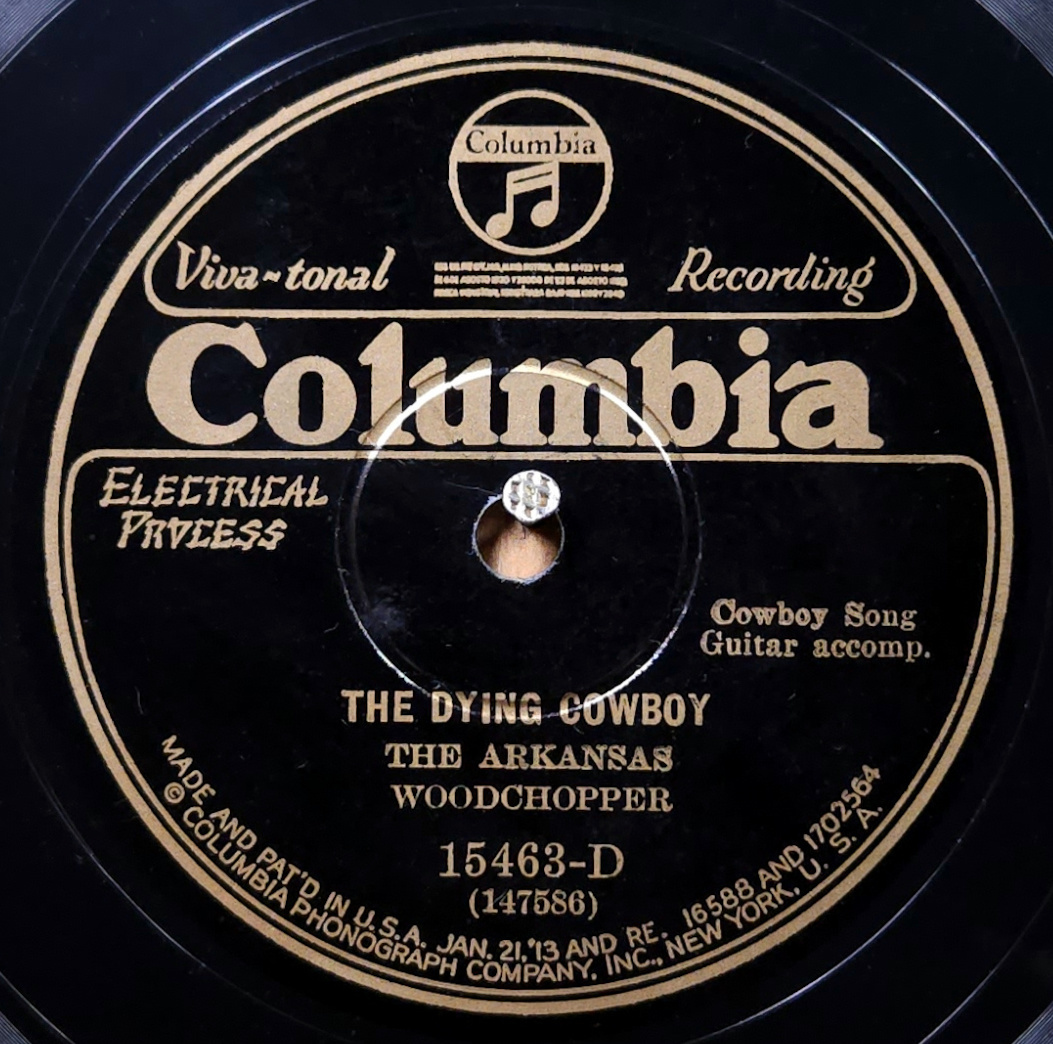 Columbia
Viva-tonal Recording
Columbia
ELECTRICAL
PROCESS
Cowboy Song
Guitar accomp.
THE DYING COWBOY
THE ARKANSAS
WOODCHOPPER
15463-D
(147586)
MADE AND PAT'D IN U.S.A. JAN. 21,'13 AND RE. 16588 AND 1702564
© COLUMBIA PHONOGRAPH COMPANY, INC., NEW YORK, U. S. A.